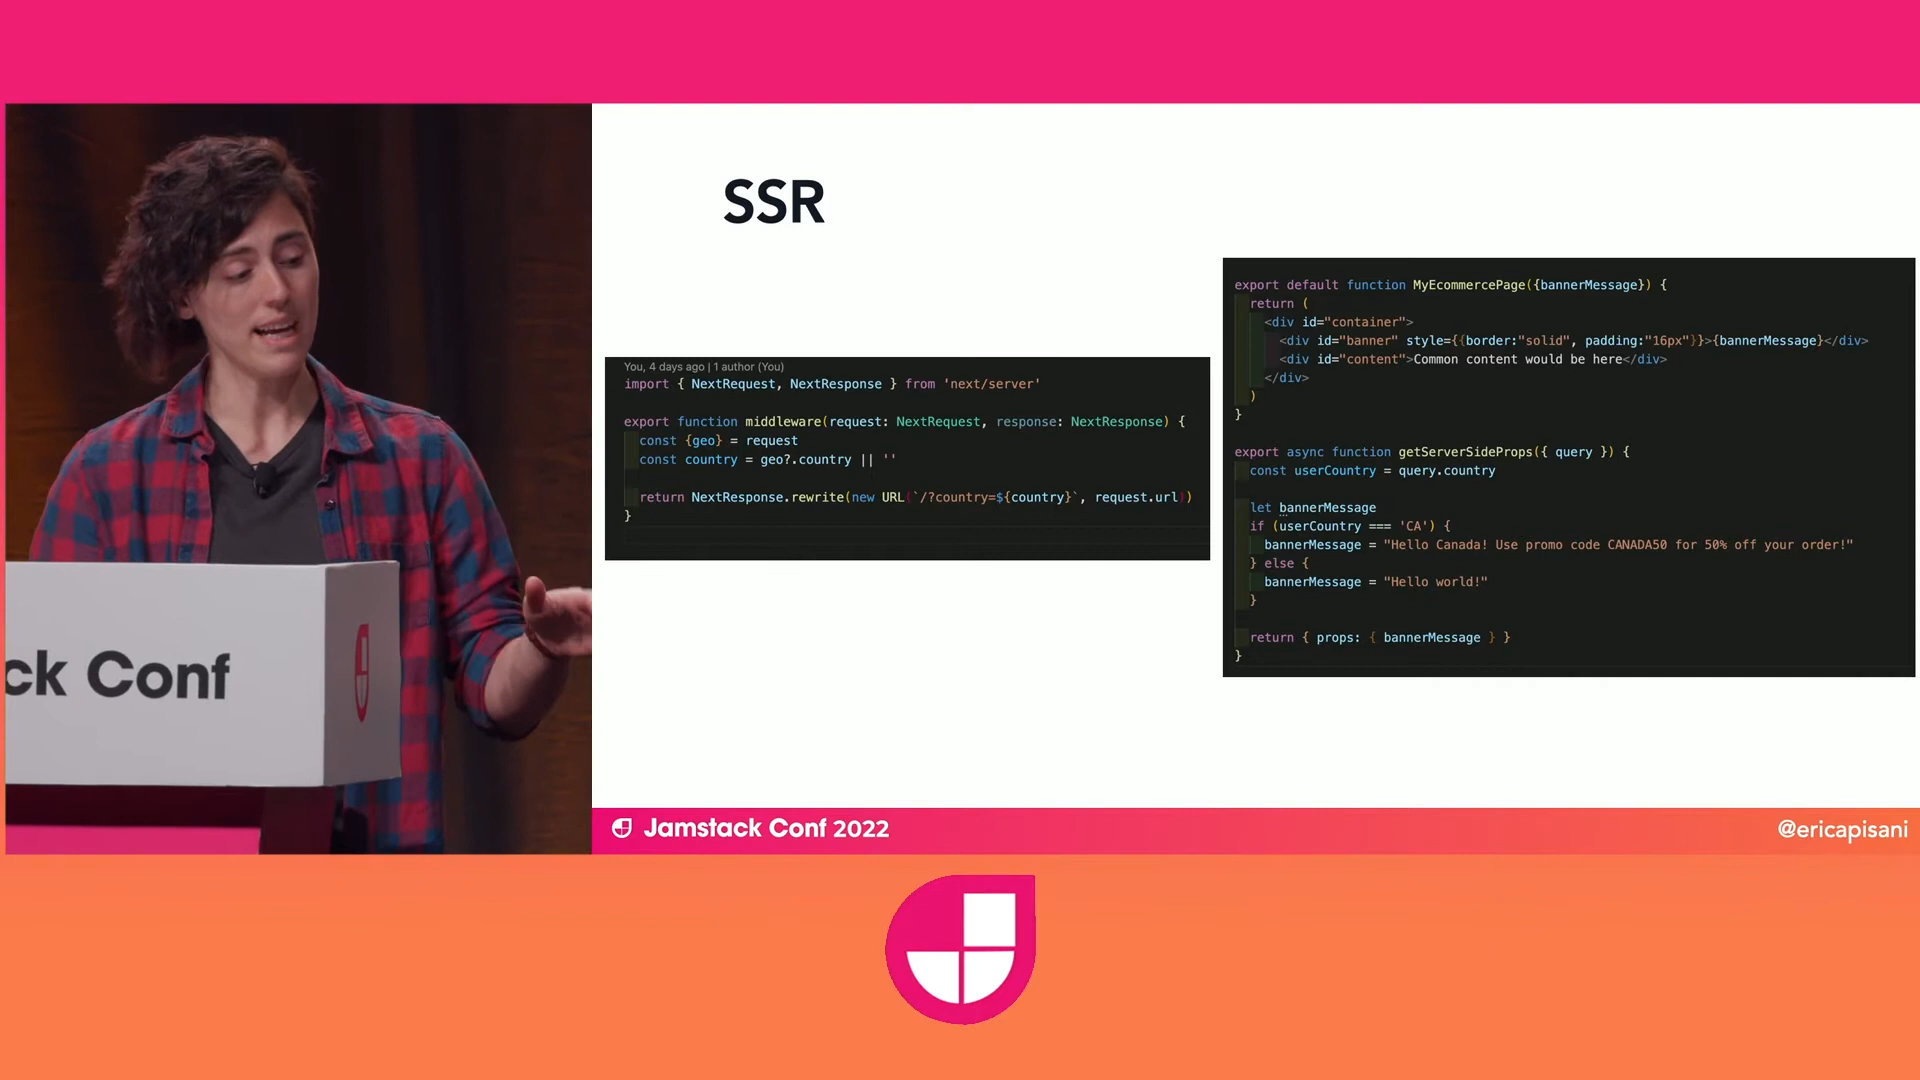 SSR
You, 4 days ago | 1 author (You)
import { NextRequest, NextResponse } from 'next/server'
export function middleware(request: NextRequest, response: NextResponse) {
const {geo} = request
const country = geo?.country || ''
return NextResponse.rewrite(new URL(`/?country=${country}`, request.url))
}
export default function MyEcommercePage({bannerMessage}) {
return (
<div id="container">
<div id="banner" style={{border:"solid", padding:"16px"}}>{bannerMessage}</div>
<div id="content">Common content would be here</div>
</div>
)
}
export async function getServerSideProps({ query }) {
const userCountry = query.country
let bannerMessage
if (userCountry === 'CA') {
bannerMessage = "Hello Canada! Use promo code CANADA50 for 50% off your order!"
} else {
bannerMessage = "Hello world!"
}
return { props: { bannerMessage } }
}
ck Conf
Jamstack Conf 2022
@ericapisani